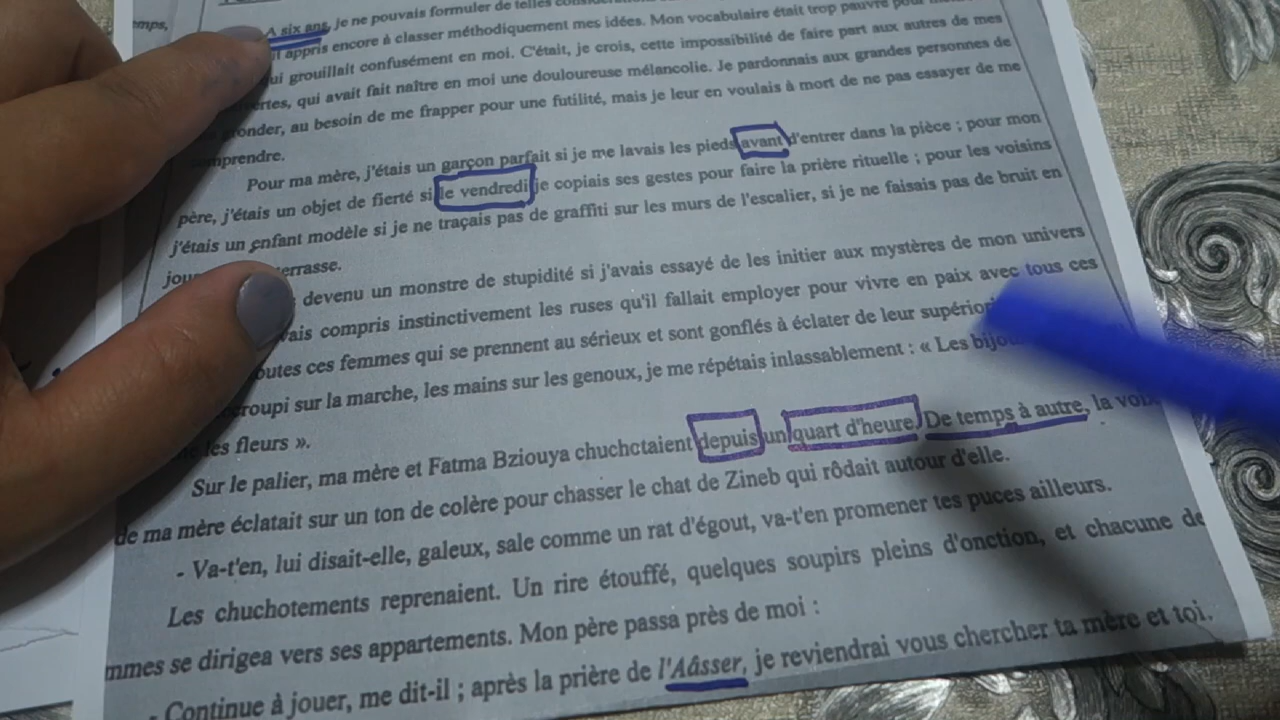 mps,
A six ans, je ne pouvais formuler de telles
appris encore à classer méthodiquement mes idées. Mon vocabulaire était trop pauvre pour
ui grouillait confusément en moi. C'était, je crois, cette impossibilité de faire part aux autres de mes
ertes, qui avait fait naître en moi une douloureuse mélancolie. Je pardonnais aux grandes personnes de
ronder, au besoin de me frapper pour une futilité, mais je leur en voulais à mort de ne pas essayer de me
mprendre.
Pour ma mère, j'étais un garçon parfait si je me lavais les pieds avant d'entrer dans la pièce ; pour mon
père, j'étais un objet de fierté si le vendredi je copiais ses gestes pour faire la prière rituelle ; pour les voisins
j'étais un enfant modèle si je ne traçais pas de graffiti sur les murs de l'escalier, si je ne faisais pas de bruit en
jou errasse.
devenu un monstre de stupidité si j'avais essayé de les initier aux mystères de mon univers
vais compris instinctivement les ruses qu'il fallait employer pour vivre en paix avec tous ces
outes ces femmes qui se prennent au sérieux et sont gonflés à éclater de leur supério
croupi sur la marche, les mains sur les genoux, je me répétais inlassablement : « Les bijo
les fleurs ».
Sur le palier, ma mère et Fatma Bziouya chuchotaient depuis un quart d'heure. De temps à autre, la voi
de ma mère éclatait sur un ton de colère pour chasser le chat de Zineb qui rôdait autour d'elle.
- Va-t'en, lui disait-elle, galeux, sale comme un rat d'égout, va-t'en promener tes puces ailleurs.
Les chuchotements reprenaient. Un rire étouffé, quelques soupirs pleins d'onction, et chacune de
mmes se dirigea vers ses appartements. Mon père passa près de moi :
- Continue à jouer, me dit-il ; après la prière de l'Aâsser, je reviendrai vous chercher ta mère et toi.